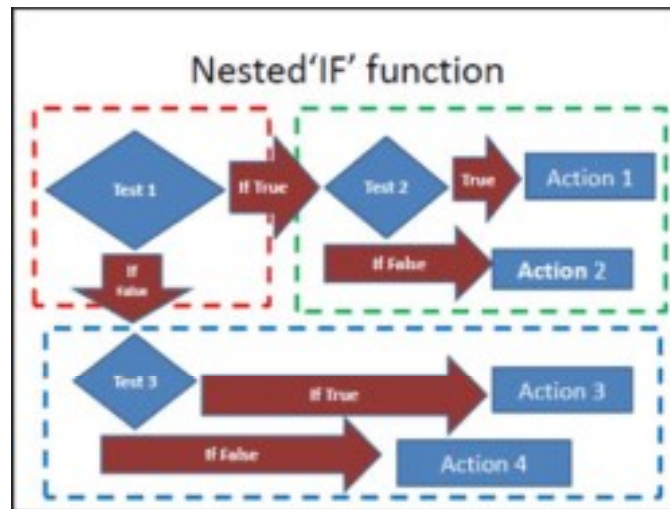 Nested'IF' function
Test 1
If True
Test 2
True
Action 1
If False
Action 2
If
False
Test 3
If True
Action 3
If False
Action 4